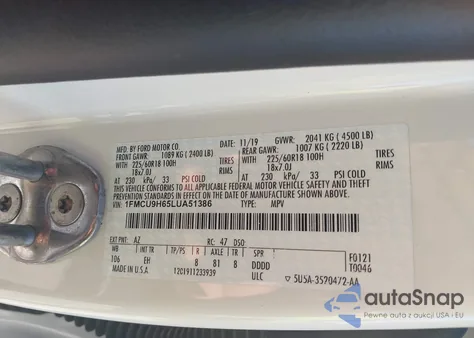 MFD. BY FORD MOTOR CO.
11/19 GVWR: 2041 KG ( 4500 LB)
FRONT GAWR: 1089 KG ( 2400 LB) TIRES REAR GAWR: 1007 KG ( 2220 LB) TIRES
225/60R18 100H RIMS 225/60R18 100H RIMS
18x7.0J 18x7.0J
AT 230 kPa/ 33 PSI COLD AT 230 kPa/ 33 PSI COLD
THIS VEHICLE CONFORMS TO ALL APPLICABLE FEDERAL MOTOR VEHICLE SAFETY
AND THEFT PREVENTION STANDARDS IN EFFECT ON THE DATE OF MANUFACTURE SHOWN ABOVE.
VIN: 1FMCU9H65LUA51386 TYPE: MPV
EXT PNT: AZ RC: 47 DSO:
WB INT TR TP/PS R AX TR SPR
106 EH 8 81 8 DDDD
F0121
T0046
MADE IN U.S.A. 1201911233939 ULC 5U5A-3520472-AA
autoSnap
Pewne auta z aukcji USA i EU